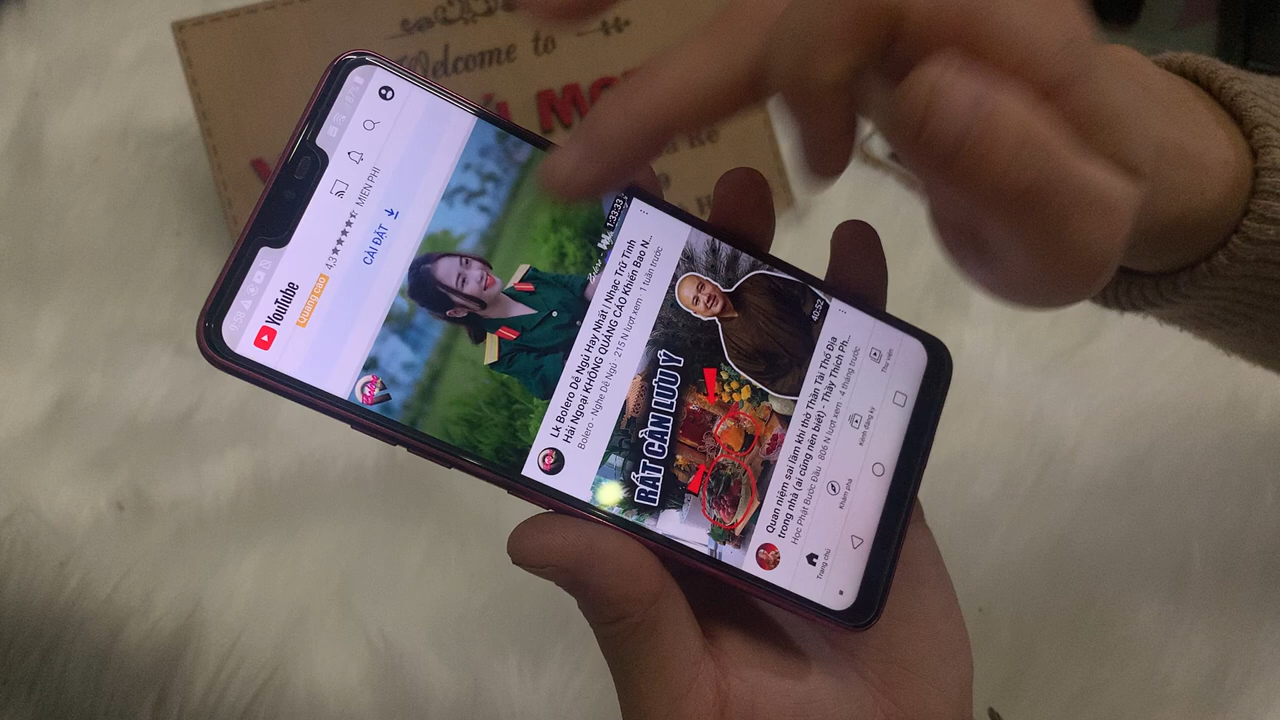 Welcome to
9:58
87%
YouTube
Quảng cáo 4,3 ★★★★★ MIỄN PHÍ
CÀI ĐẶT
1:33:33
Lk Bolero Dễ Ngủ Hay Nhất | Nhạc Trữ Tình
Hải Ngoại KHÔNG QUẢNG CÁO Khiến Bao N...
Bolero - Nghe Dễ Ngủ · 215 N lượt xem · 1 tuần trước
RẤT CẦN LƯU Ý
40:52
Quan niệm sai lầm khi thờ Thần Tài Thổ Địa
trong nhà (ai cũng nên biết) - Thầy Thích Ph...
Học Phật Bước Đầu · 806 N lượt xem · 4 tháng trước
Trang chủ
Khám phá
Kênh đăng ký
Thư viện